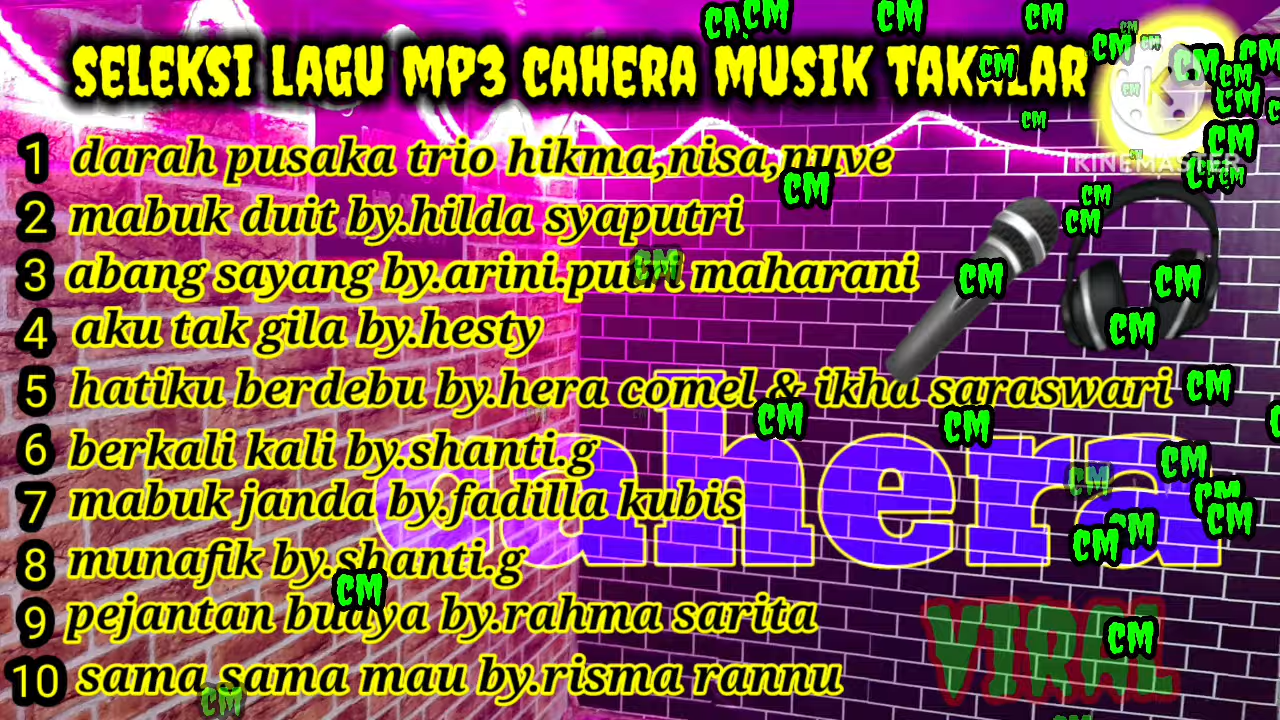 SELEKSI LAGU MP3 CAHERA MUSIK TAKALAR
KINEMASTER
1 darah pusaka trio hikma,nisa,nuve
2 mabuk duit by.hilda syaputri
3 abang sayang by.arini.putri maharani
4 aku tak gila by.hesty
5 hatiku berdebu by.hera comel & ikha saraswari
6 berkali kali by.shanti.g
cahera
7 mabuk janda by.fadilla kubis
8 munafik by.shanti.g
9 pejantan buaya by.rahma sarita
VIRAL
10 sama sama mau by.risma rannu
CM